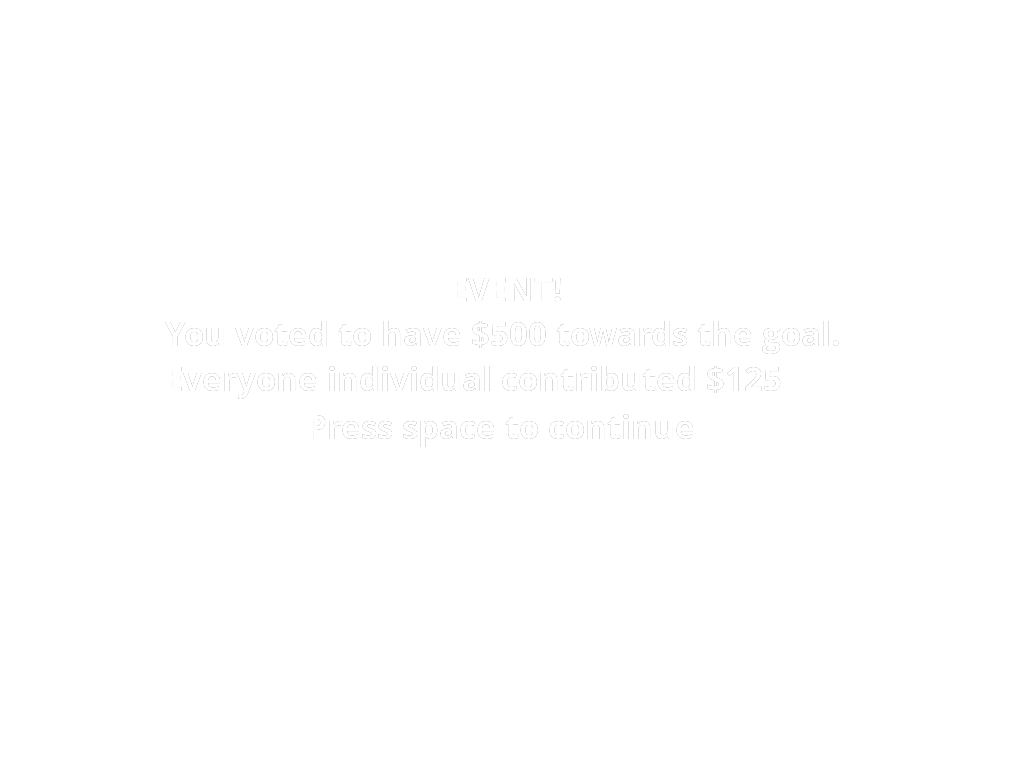 EVENT!
You voted to have $500 towards the goal.
Everyone individual contributed $125
Press space to continue